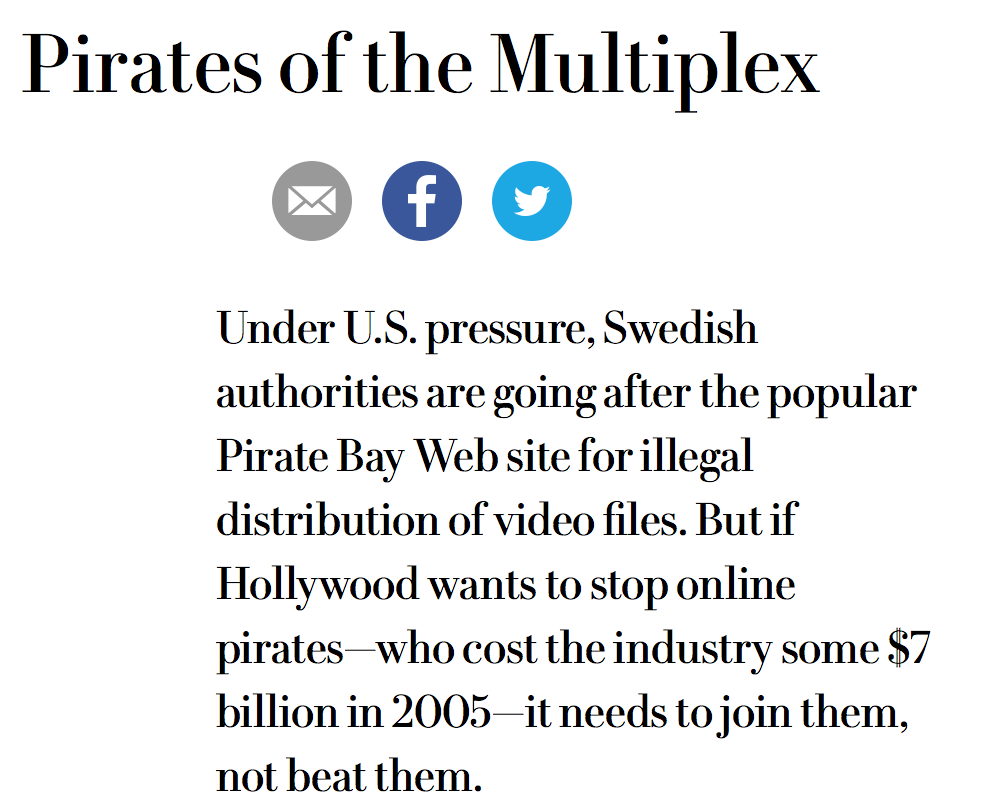 Pirates of the Multiplex
Under U.S. pressure, Swedish
authorities are going after the popular
Pirate Bay Web site for illegal
distribution of video files. But if
Hollywood wants to stop online
pirates—who cost the industry some $7
billion in 2005—it needs to join them,
not beat them.